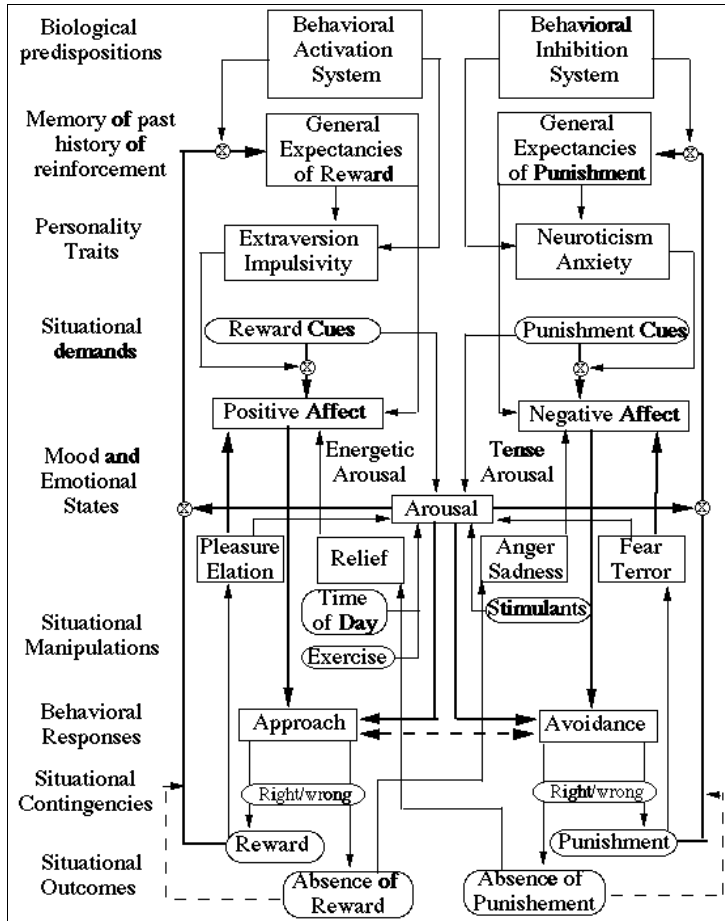 Biological
predispositions
Behavioral
Activation
System
Behavioral
Inhibition
System
Memory of past
history of
reinforcement
General
Expectancies
of Reward
General
Expectancies
of Punishment
Personality
Traits
Extraversion
Impulsivity
Neuroticism
Anxiety
Situational
demands
Reward Cues
Punishment Cues
Positive Affect
Negative Affect
Mood and
Emotional
States
Energetic
Arousal
Tense
Arousal
Arousal
Pleasure
Elation
Relief
Anger
Sadness
Fear
Terror
Situational
Manipulations
Time
of Day
Stimulants
Exercise
Behavioral
Responses
Approach
Avoidance
Situational
Contingencies
Right/wrong
Right/wrong
Reward
Punishment
Situational
Outcomes
Absence of
Reward
Absence of
Punishement